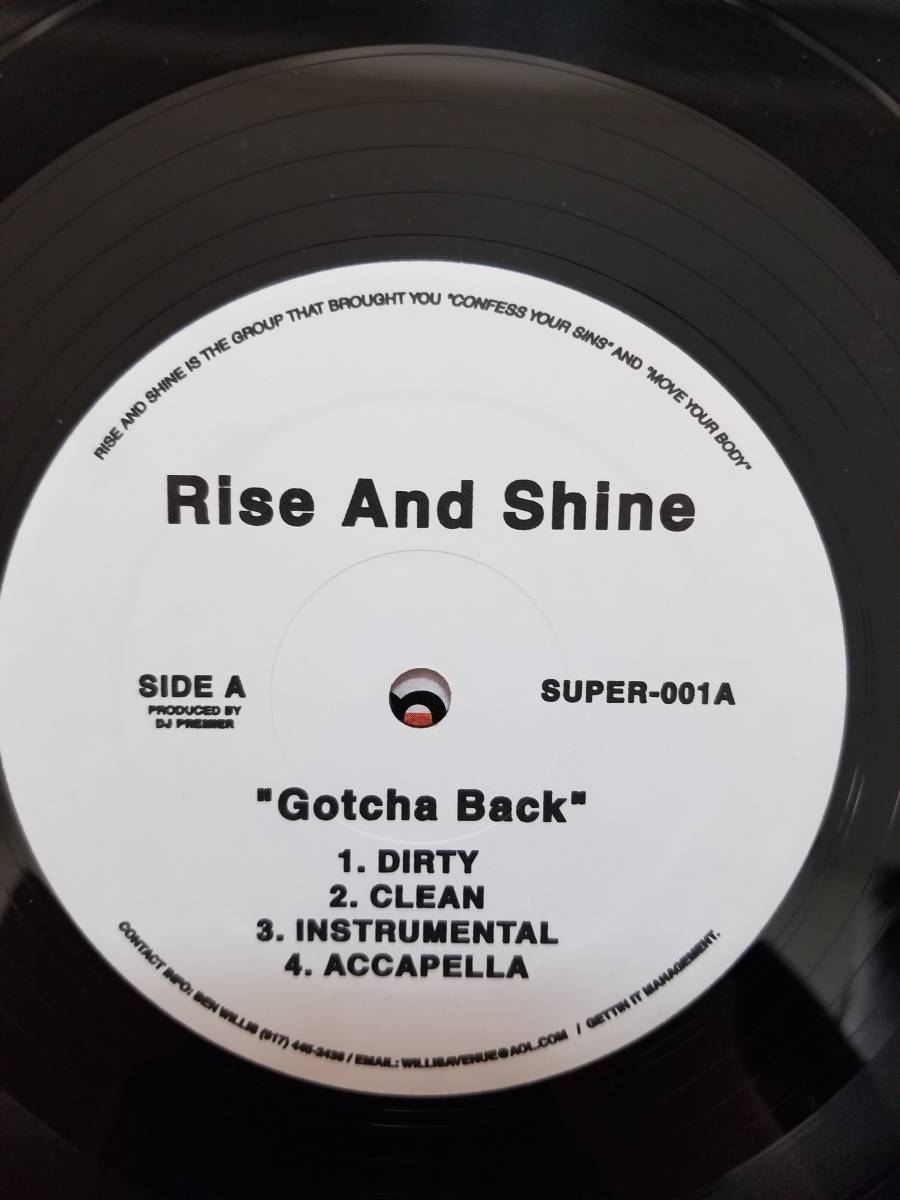 RISE AND SHINE IS THE GROUP THAT BROUGHT YOU "CONFESS YOUR SINS" AND "MOVE YOUR BODY"
Rise And Shine
SIDE A
PRODUCED BY
DJ PREMIER
SUPER-001A
"Gotcha Back"
1. DIRTY
2. CLEAN
3. INSTRUMENTAL
4. ACCAPELLA
CONTACT INFO: BEN WILLIS (917) / EMAIL: WILLISAVENUE@AOL.COM / GETTIN IT MANAGEMENT.